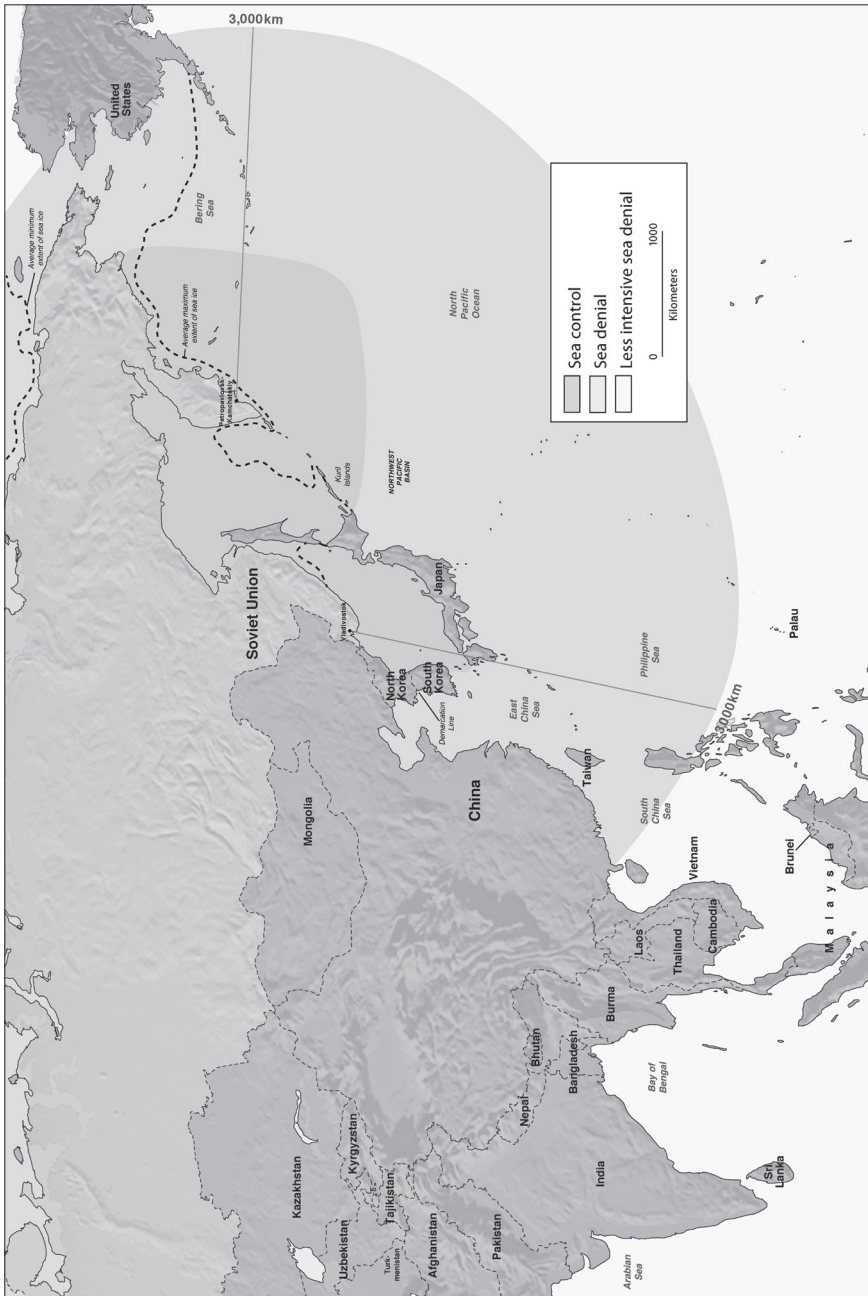 3,000km
United
States
Average minimum
extent of sea ice
Bering
Sea
Average maximum
extent of sea ice
Petropavlovsk-
Kamchatskiy
North
Pacific
Ocean
Kuril
Islands
NORTHWEST
PACIFIC
BASIN
Sea control
Sea denial
Less intensive sea denial
0
1000
Kilometers
Soviet Union
Vladivostok
Japan
North
Korea
South
Korea
Demarcation
Line
East
China
Sea
Philippine
Sea
Palau
3000km
Mongolia
China
Taiwan
South
China
Sea
Vietnam
Brunei
Malaysia
Laos
Thailand
Cambodia
Burma
Bhutan
Bangladesh
Nepal
Bay of
Bengal
Kazakhstan
Kyrgyzstan
Uzbekistan
Tajikistan
Turk-
menistan
Afghanistan
Pakistan
India
Sri
Lanka
Arabian
Sea